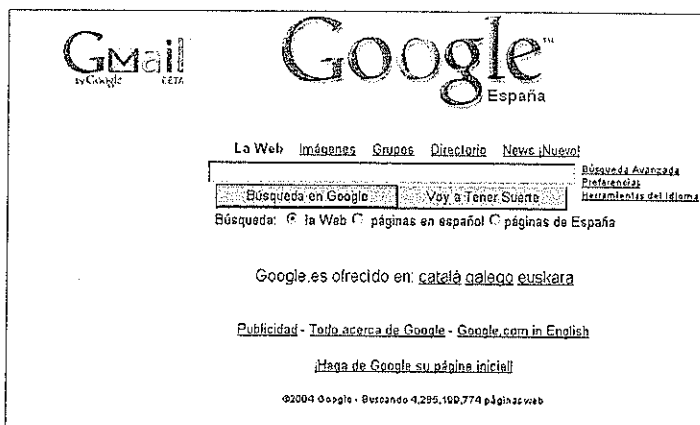 GMail
by Google BETA
Google™
España
La Web Imágenes Grupos Directorio News ¡Nuevo!
Búsqueda Avanzada
Preferencias
Herramientas del Idioma
Búsqueda en Google Voy a Tener Suerte
Búsqueda: la Web páginas en español páginas de España
Google.es ofrecido en: català galego euskara
Publicidad - Todo acerca de Google - Google.com in English
¡Haga de Google su página inicial!
©2004 Google - Buscando 4,285,199,774 páginas web